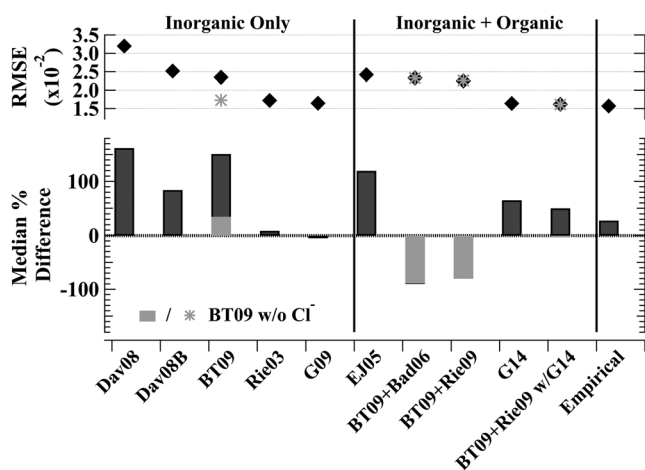 Inorganic Only
Inorganic + Organic
RMSE
(x10⁻²)
3.5
3.0
2.5
2.0
1.5
Median %
Difference
100
0
-100
/ BT09 w/o Cl⁻
Dav08
Dav08B
BT09
Rie03
G09
EJ05
BT09+Bad06
BT09+Rie09
G14
BT09+Rie09 w/G14
Empirical